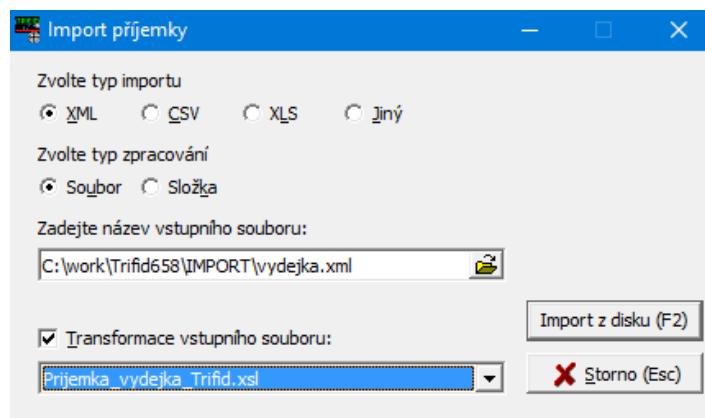 Import příjemky
Zvolte typ importu
XML CSV XLS Jiný
Zvolte typ zpracování
Soubor Složka
Zadejte název vstupního souboru:
C:\work\Trifid658\IMPORT\vydejka.xml
Import z disku (F2)
Transformace vstupního souboru:
Prijemka_vydejka_Trifid.xsl
Storno (Esc)